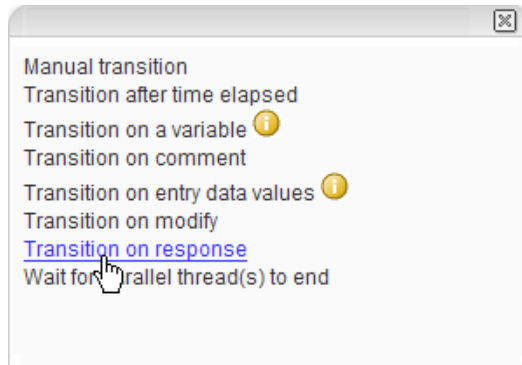 Manual transition
Transition after time elapsed
Transition on a variable
Transition on comment
Transition on entry data values
Transition on modify
Transition on response
Wait for parallel thread(s) to end